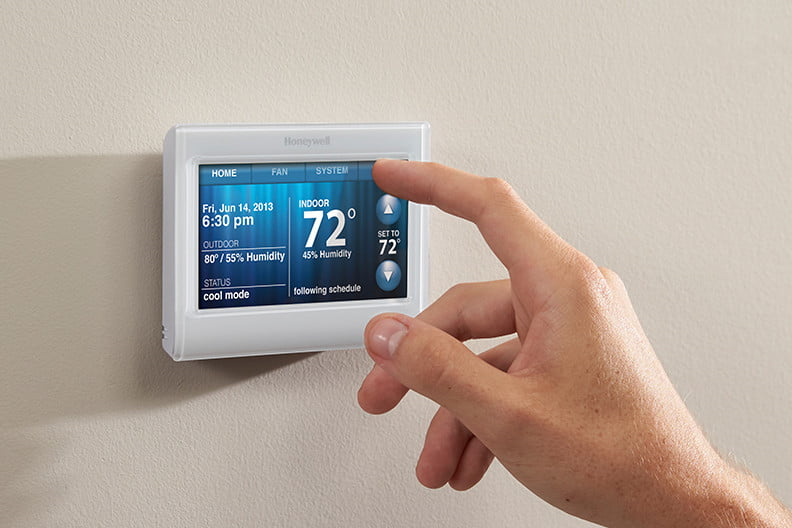 Honeywell
HOME FAN SYSTEM
Fri, Jun 14, 2013
6:30 pm
OUTDOOR
80° / 55% Humidity
STATUS
cool mode
INDOOR
72°
45% Humidity
following schedule
SET TO
72°